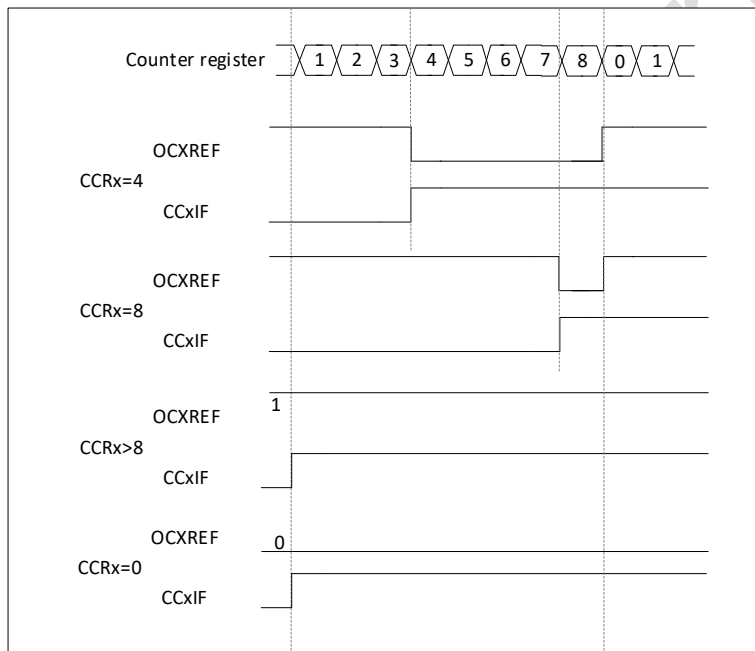 Counter register 1 2 3 4 5 6 7 8 0 1
OCXREF
CCRx=4
CCxIF
OCXREF
CCRx=8
CCxIF
1
OCXREF
CCRx>8
CCxIF
OCXREF 0
CCRx=0
CCxIF